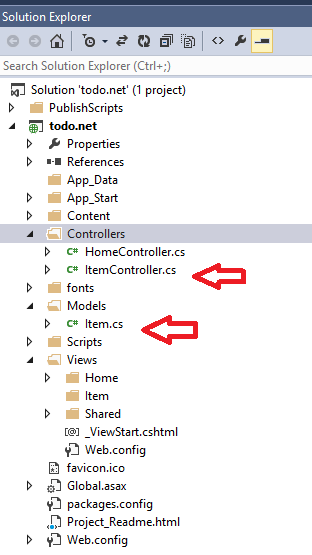 Solution Explorer
Search Solution Explorer (Ctrl+;)
Solution 'todo.net' (1 project)
PublishScripts
todo.net
Properties
References
App_Data
App_Start
Content
Controllers
C# HomeController.cs
C# ItemController.cs
fonts
Models
C# Item.cs
Scripts
Views
Home
Item
Shared
[@] _ViewStart.cshtml
Web.config
favicon.ico
Global.asax
packages.config
Project_Readme.html
Web.config